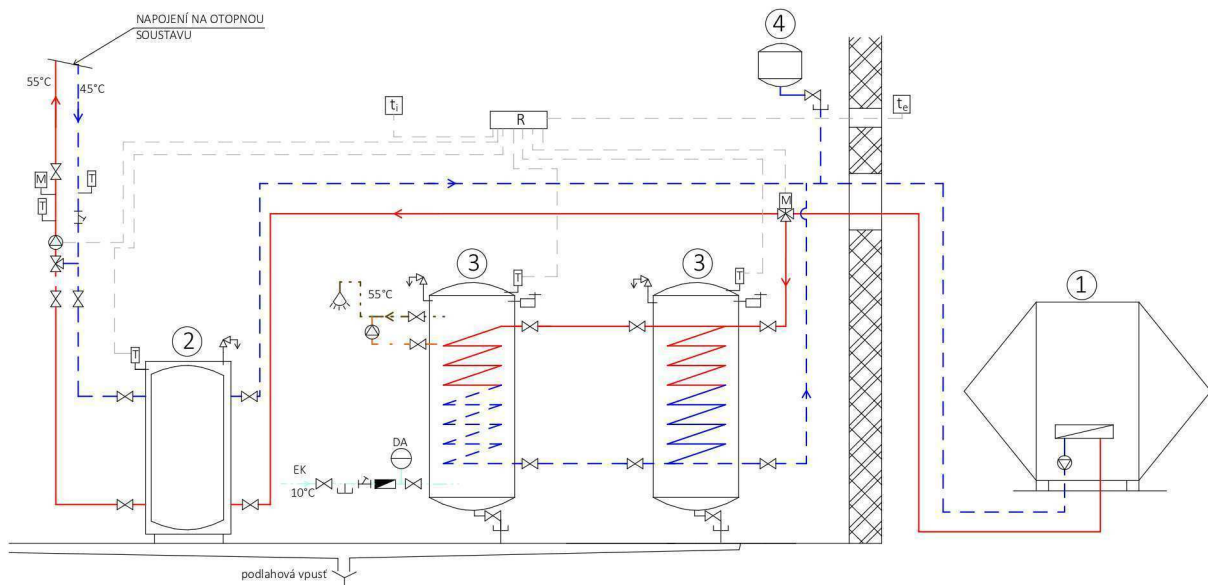 NAPOJENÍ NA OTOPNOU
SOUSTAVU
4
55°C
45°C
ti
R
te
M
T
T
M
3
3
T
T
55°C
1
2
T
DA
EK
10°C
podlahová vpusť